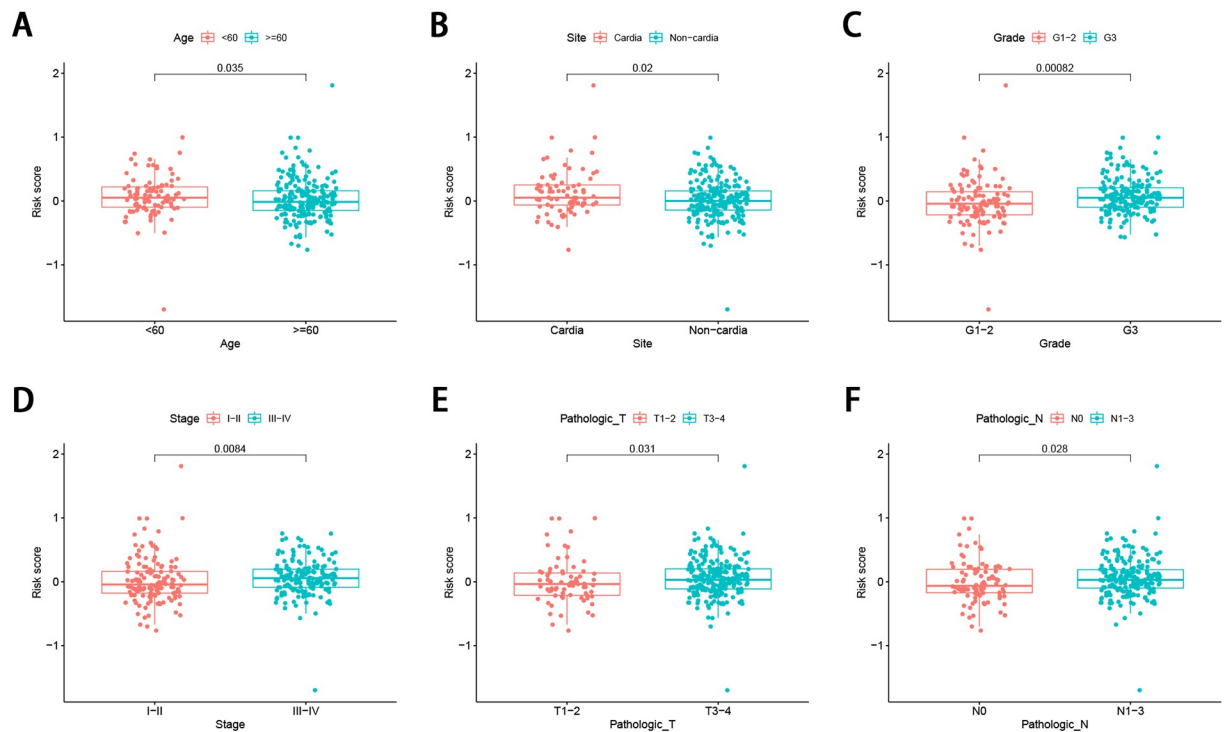 A
Age <60 >=60
0.035
2
1
0
−1
Risk score
<60 >=60
Age
B
Site Cardia Non−cardia
0.02
2
1
0
−1
Risk score
Cardia Non−cardia
Site
C
Grade G1−2 G3
0.00082
2
1
0
−1
Risk score
G1−2 G3
Grade
D
Stage I−II III−IV
0.0084
2
1
0
−1
Risk score
I−II III−IV
Stage
E
Pathologic_T T1−2 T3−4
0.031
2
1
0
−1
Risk score
T1−2 T3−4
Pathologic_T
F
Pathologic_N N0 N1−3
0.028
2
1
0
−1
Risk score
N0 N1−3
Pathologic_N